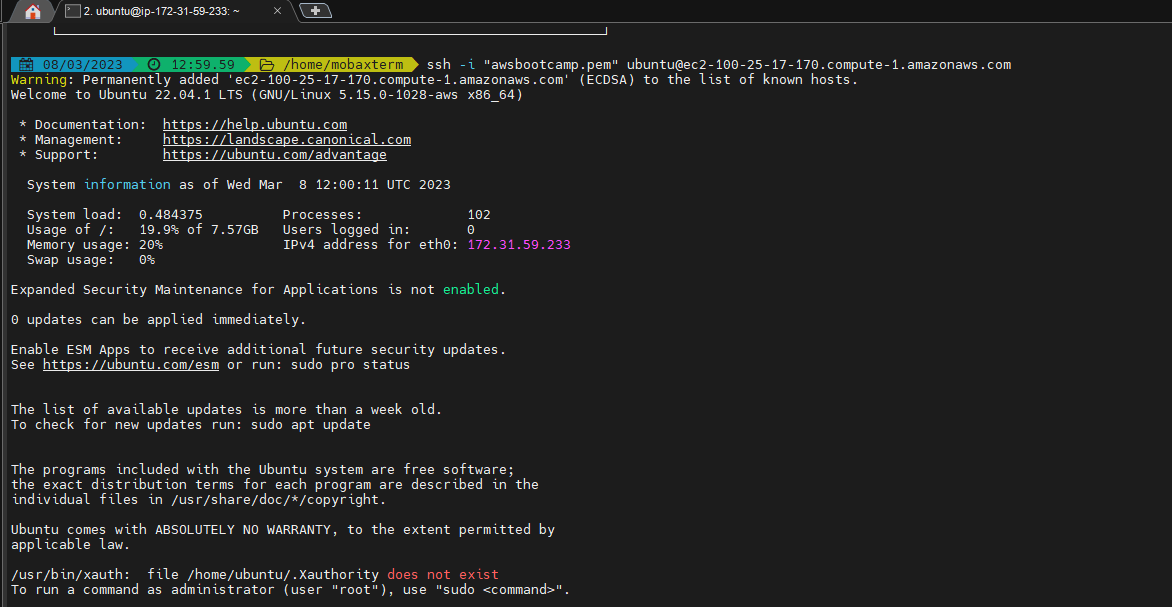 2. ubuntu@ip-172-31-59-233: ~
08/03/2023 12:59.59 /home/mobaxterm ssh -i "awsbootcamp.pem" ubuntu@ec2-100-25-17-170.compute-1.amazonaws.com
Warning: Permanently added 'ec2-100-25-17-170.compute-1.amazonaws.com' (ECDSA) to the list of known hosts.
Welcome to Ubuntu 22.04.1 LTS (GNU/Linux 5.15.0-1028-aws x86_64)
* Documentation: https://help.ubuntu.com
* Management: https://landscape.canonical.com
* Support: https://ubuntu.com/advantage
System information as of Wed Mar  8 12:00:11 UTC 2023
System load: 0.484375 Processes: 102
Usage of /: 19.9% of 7.57GB Users logged in: 0
Memory usage: 20% IPv4 address for eth0: 172.31.59.233
Swap usage: 0%
Expanded Security Maintenance for Applications is not enabled.
0 updates can be applied immediately.
Enable ESM Apps to receive additional future security updates.
See https://ubuntu.com/esm or run: sudo pro status
The list of available updates is more than a week old.
To check for new updates run: sudo apt update
The programs included with the Ubuntu system are free software;
the exact distribution terms for each program are described in the
individual files in /usr/share/doc/*/copyright.
Ubuntu comes with ABSOLUTELY NO WARRANTY, to the extent permitted by
applicable law.
/usr/bin/xauth:  file /home/ubuntu/.Xauthority does not exist
To run a command as administrator (user "root"), use "sudo <command>".